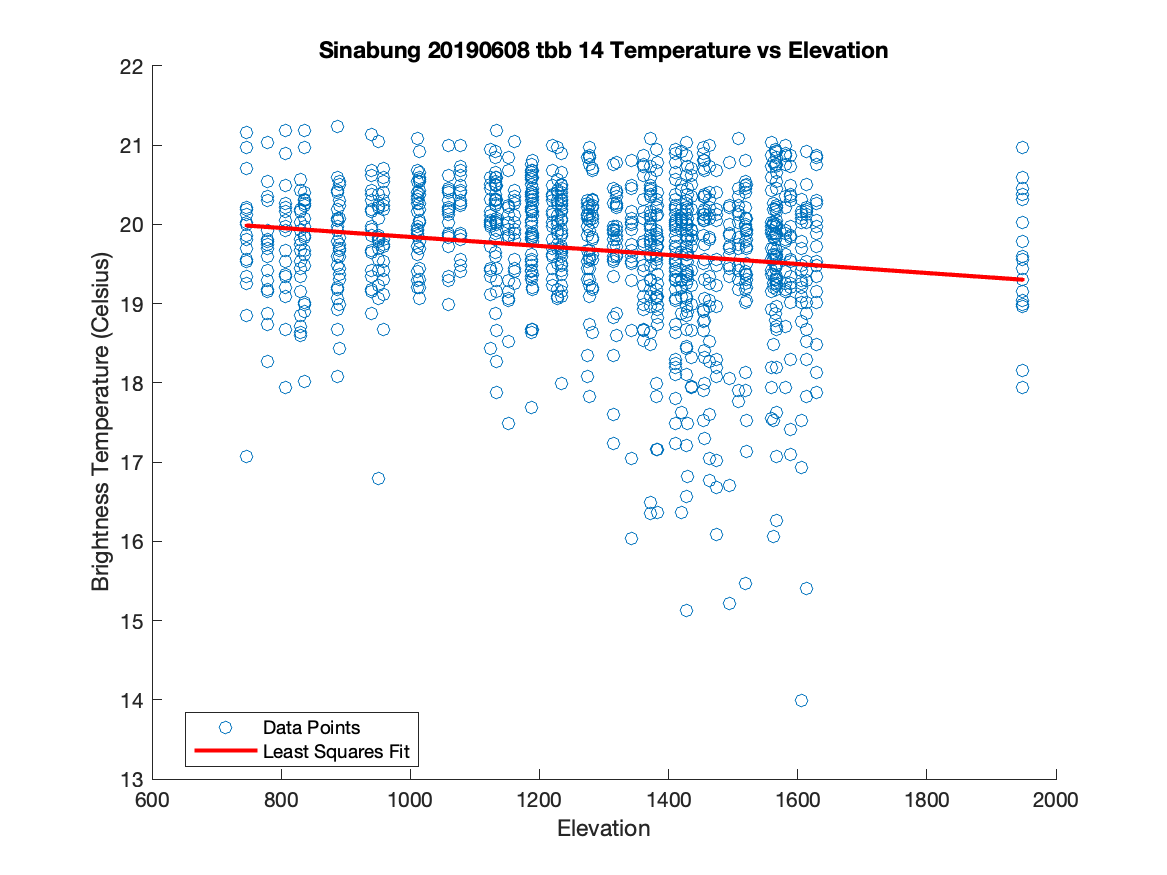 Sinabung 20190608 tbb 14 Temperature vs Elevation
22
21
20
19
18
17
16
15
14
13
Brightness Temperature (Celsius)
Data Points
Least Squares Fit
600 800 1000 1200 1400 1600 1800 2000
Elevation